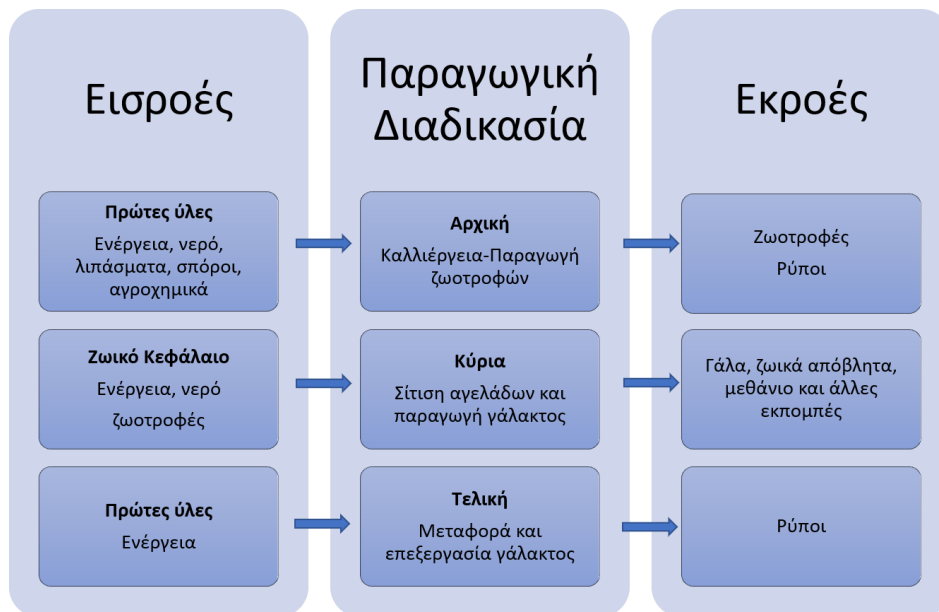 Εισροές
Παραγωγική
Διαδικασία
Εκροές
Πρώτες ύλες
Ενέργεια, νερό,
λιπάσματα, σπόροι,
αγροχημικά
Αρχική
Καλλιέργεια-Παραγωγή
ζωοτροφών
Ζωοτροφές
Ρύποι
Ζωικό Κεφάλαιο
Ενέργεια, νερό
ζωοτροφές
Κύρια
Σίτιση αγελάδων και
παραγωγή γάλακτος
Γάλα, ζωικά απόβλητα,
μεθάνιο και άλλες
εκπομπές
Πρώτες ύλες
Ενέργεια
Τελική
Μεταφορά και
επεξεργασία γάλακτος
Ρύποι